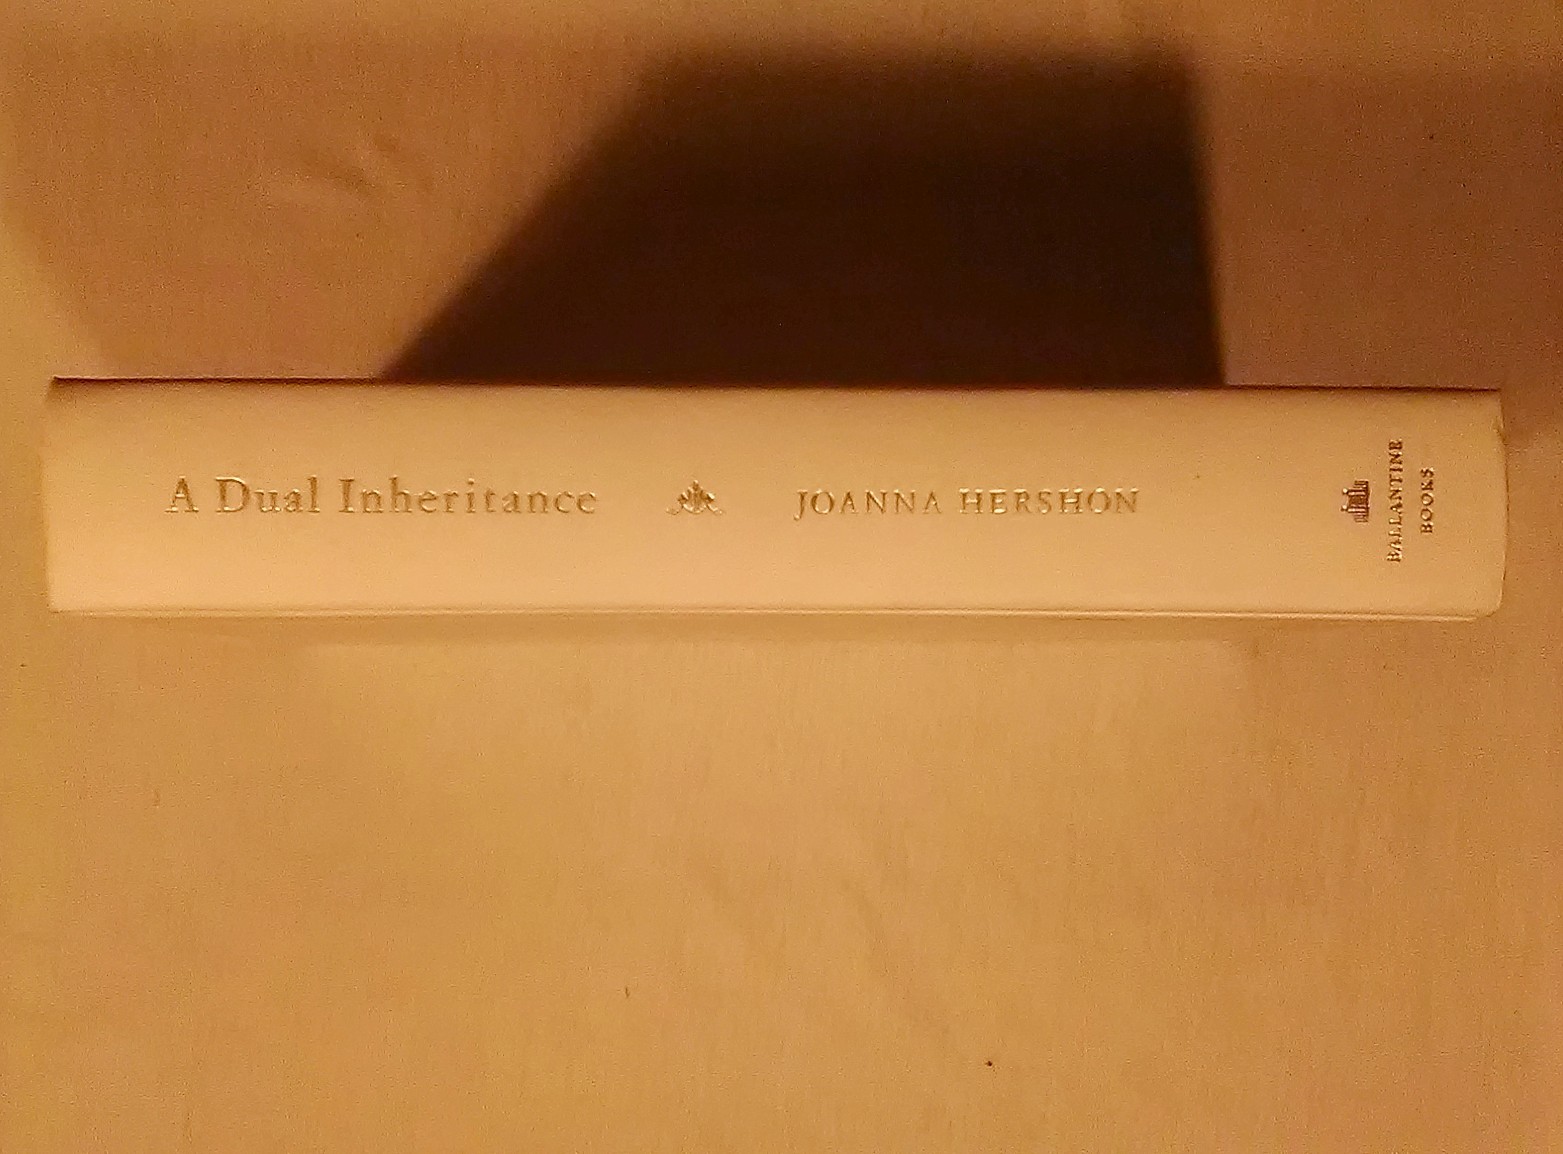 A Dual Inheritance
JOANNA HERSHON
BALLANTINE
BOOKS